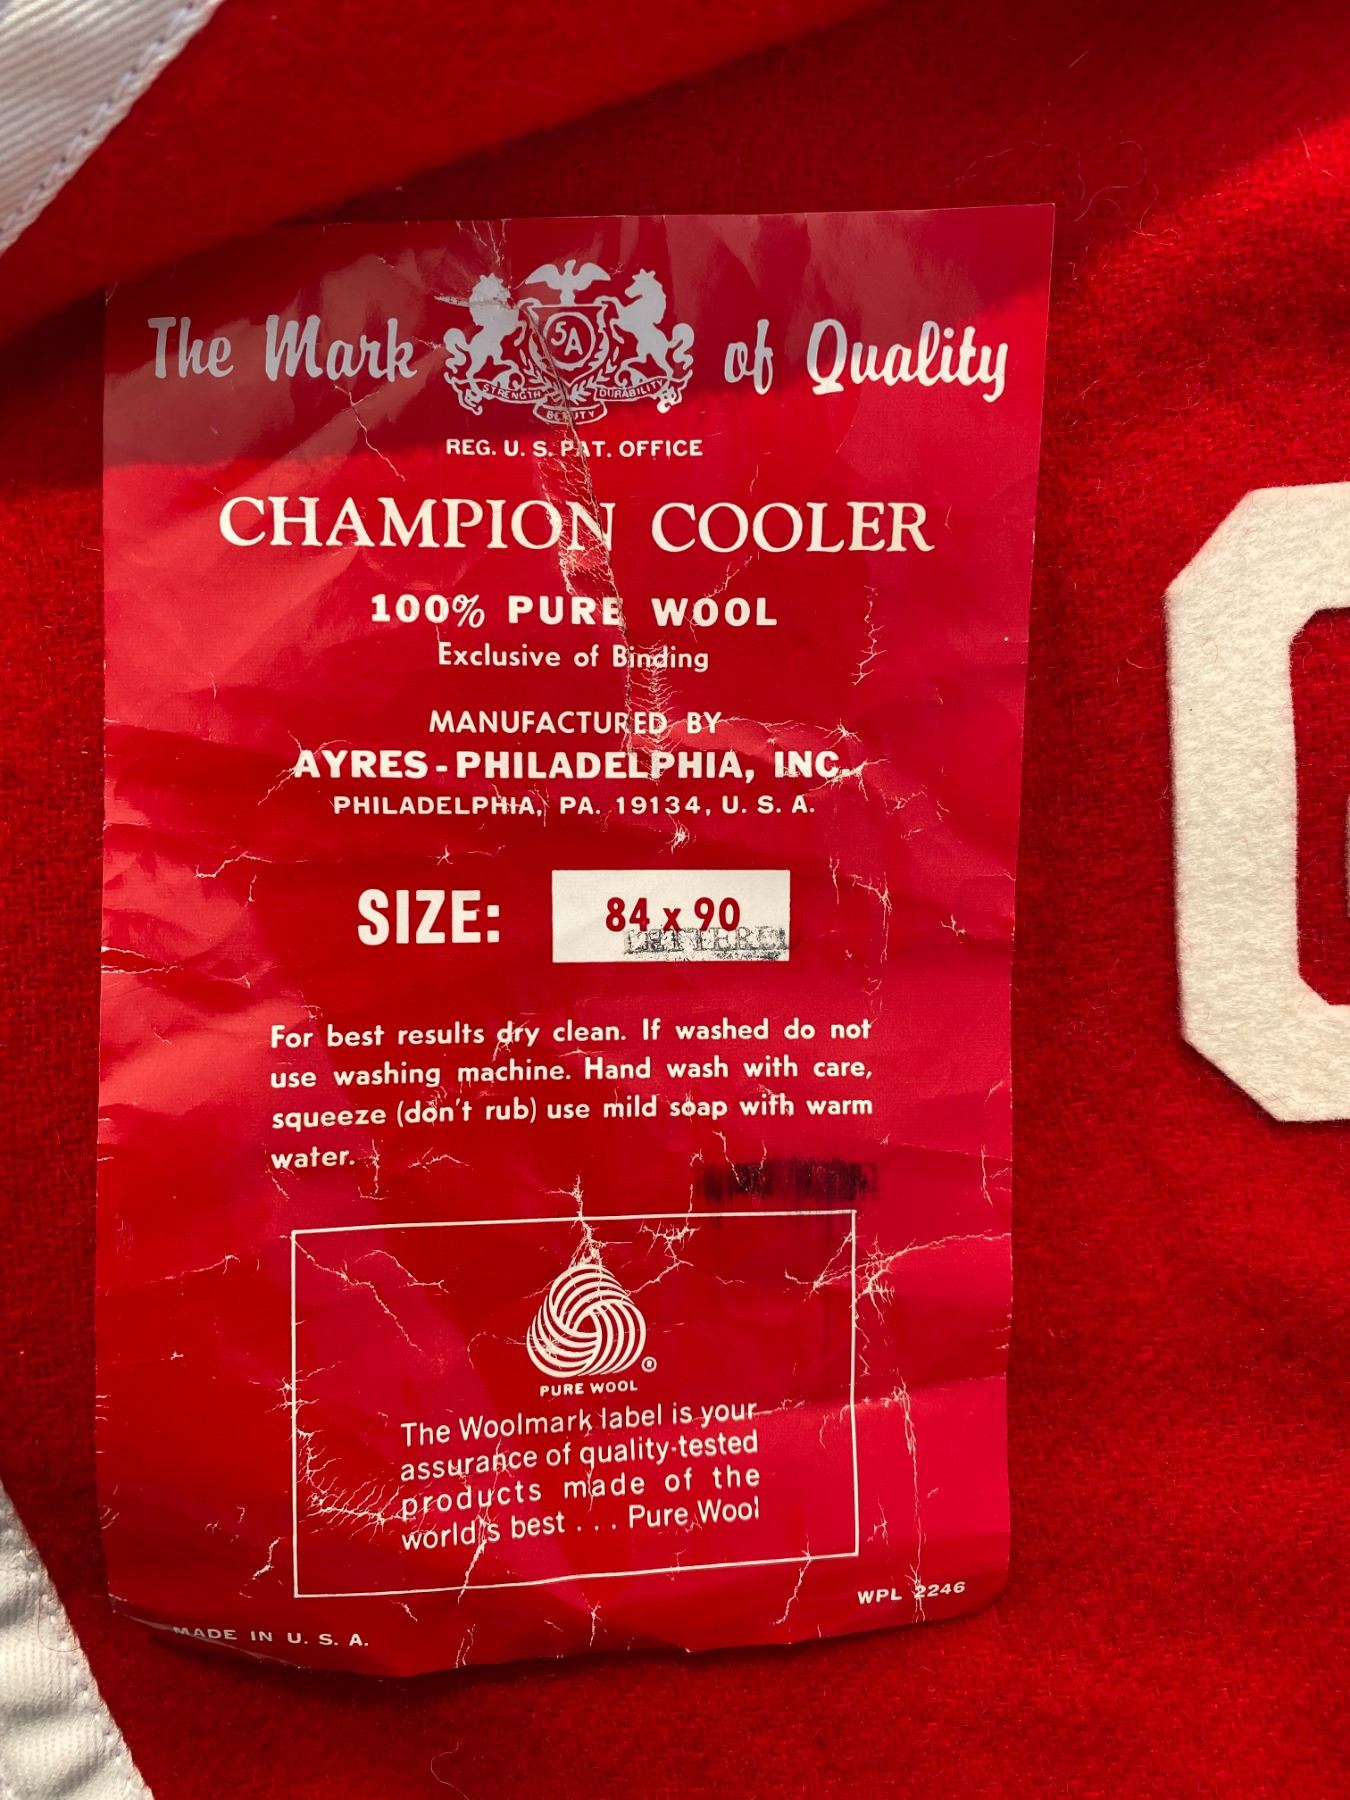 The Mark of Quality
5A
STRENGTH DURABILITY
BEAUTY
REG. U. S. PAT. OFFICE
CHAMPION COOLER
100% PURE WOOL
Exclusive of Binding
MANUFACTURED BY
AYRES-PHILADELPHIA, INC.
PHILADELPHIA, PA. 19134, U. S. A.
SIZE: 84 x 90
LETTERED
For best results dry clean. If washed do not
use washing machine. Hand wash with care,
squeeze (don't rub) use mild soap with warm
water.
PURE WOOL ®
The Woolmark label is your
assurance of quality-tested
products made of the
world's best . . . Pure Wool
WPL 2246
MADE IN U. S. A.